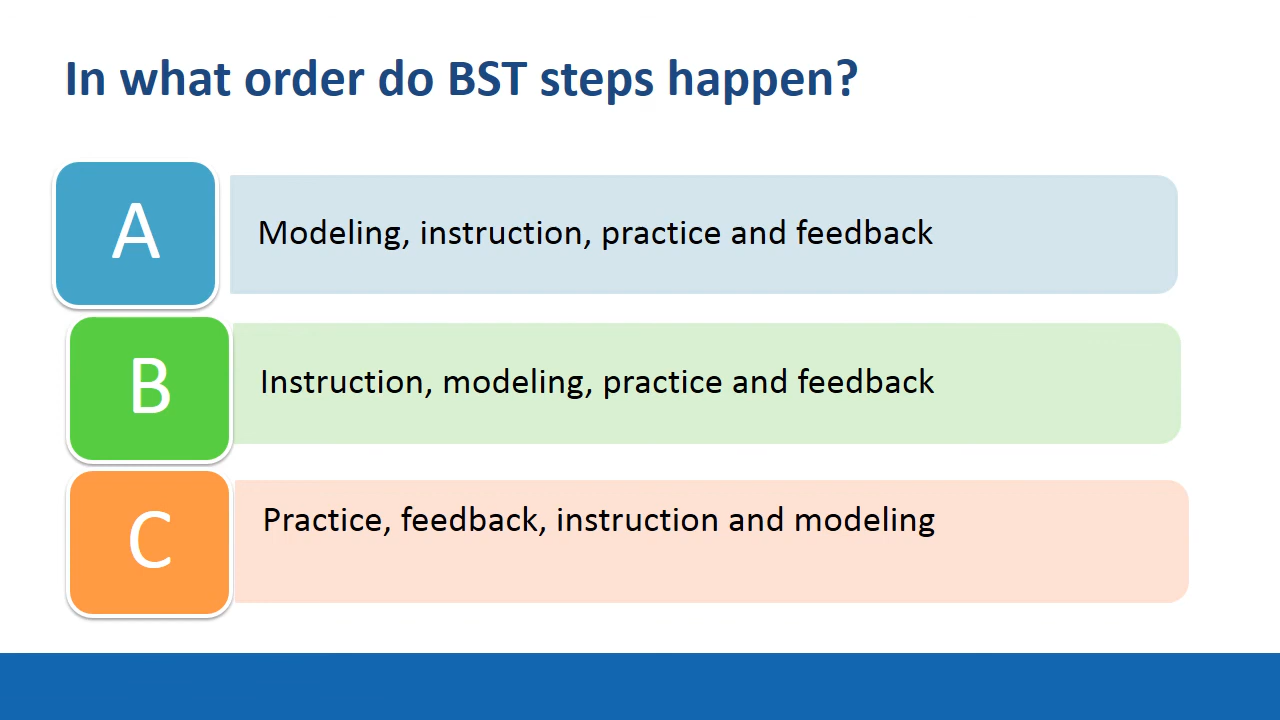 In what order do BST steps happen?
A
Modeling, instruction, practice and feedback
B
Instruction, modeling, practice and feedback
C
Practice, feedback, instruction and modeling